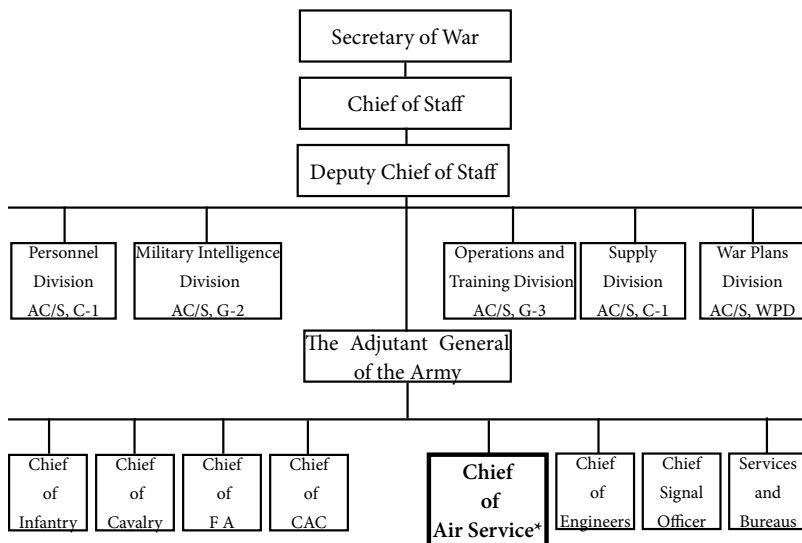 Secretary of War
Chief of Staff
Deputy Chief of Staff
Personnel
Division
AC/S, C-1
Military Intelligence
Division
AC/S, G-2
Operations and
Training Division
AC/S, G-3
Supply
Division
AC/S, C-1
War Plans
Division
AC/S, WPD
The Adjutant General
of the Army
Chief
of
Infantry
Chief
of
Cavalry
Chief
of
F A
Chief
of
CAC
Chief
of
Air Service*
Chief
of
Engineers
Chief
Signal
Officer
Services
and
Bureaus